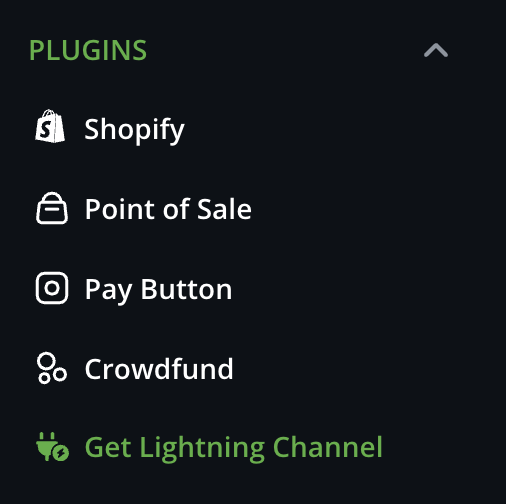 PLUGINS
Shopify
Point of Sale
Pay Button
Crowdfund
Get Lightning Channel